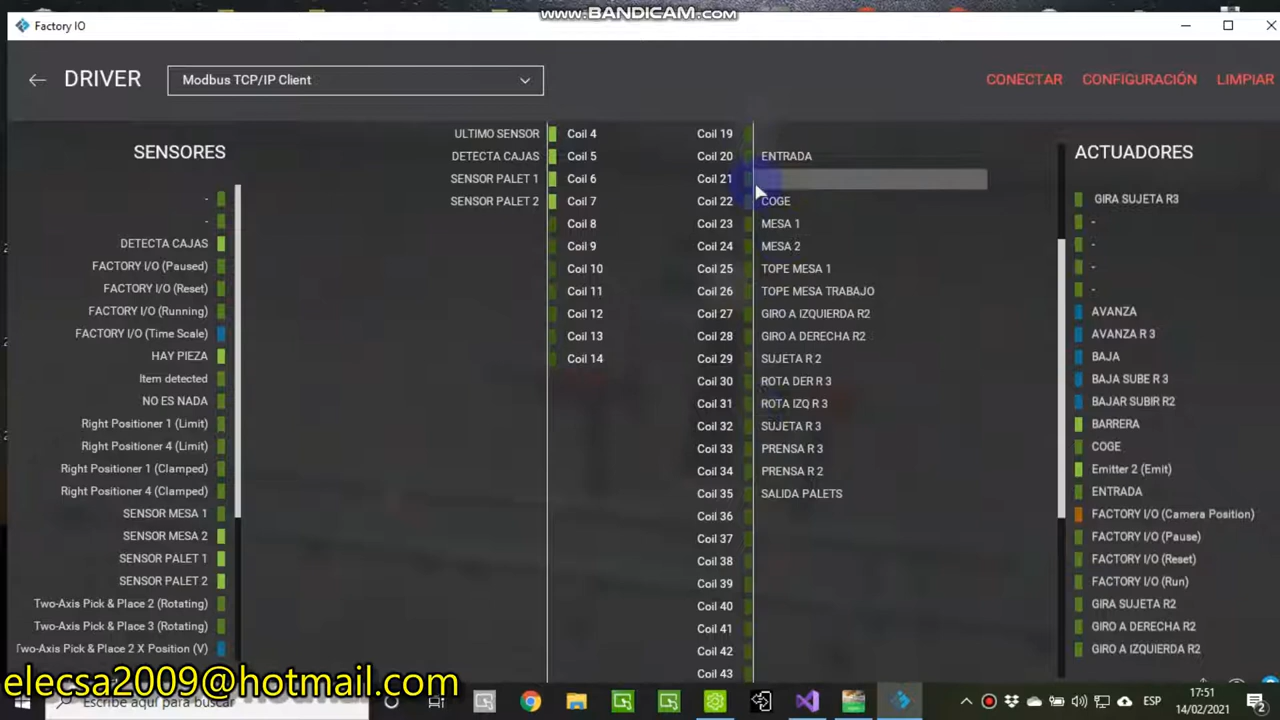 www.BANDICAM.com
Factory IO
DRIVER
Modbus TCP/IP Client
CONECTAR
CONFIGURACIÓN
LIMPIAR
SENSORES
-
-
DETECTA CAJAS
FACTORY I/O (Paused)
FACTORY I/O (Reset)
FACTORY I/O (Running)
FACTORY I/O (Time Scale)
HAY PIEZA
Item detected
NO ES NADA
Right Positioner 1 (Limit)
Right Positioner 4 (Limit)
Right Positioner 1 (Clamped)
Right Positioner 4 (Clamped)
SENSOR MESA 1
SENSOR MESA 2
SENSOR PALET 1
SENSOR PALET 2
Two-Axis Pick & Place 2 (Rotating)
Two-Axis Pick & Place 3 (Rotating)
Two-Axis Pick & Place 2 X Position (V)
ULTIMO SENSOR Coil 4
DETECTA CAJAS Coil 5
SENSOR PALET 1 Coil 6
SENSOR PALET 2 Coil 7
Coil 8
Coil 9
Coil 10
Coil 11
Coil 12
Coil 13
Coil 14
Coil 19
Coil 20 ENTRADA
Coil 21
Coil 22 COGE
Coil 23 MESA 1
Coil 24 MESA 2
Coil 25 TOPE MESA 1
Coil 26 TOPE MESA TRABAJO
Coil 27 GIRO A IZQUIERDA R2
Coil 28 GIRO A DERECHA R2
Coil 29 SUJETA R 2
Coil 30 ROTA DER R 3
Coil 31 ROTA IZQ R 3
Coil 32 SUJETA R 3
Coil 33 PRENSA R 3
Coil 34 PRENSA R 2
Coil 35 SALIDA PALETS
Coil 36
Coil 37
Coil 38
Coil 39
Coil 40
Coil 41
Coil 42
Coil 43
ACTUADORES
GIRA SUJETA R3
-
-
-
-
AVANZA
AVANZA R 3
BAJA
BAJA SUBE R 3
BAJAR SUBIR R2
BARRERA
COGE
Emitter 2 (Emit)
ENTRADA
FACTORY I/O (Camera Position)
FACTORY I/O (Pause)
FACTORY I/O (Reset)
FACTORY I/O (Run)
GIRA SUJETA R2
GIRO A DERECHA R2
GIRO A IZQUIERDA R2
elecsa2009@hotmail.com
Escribe aquí para buscar
ESP
17:51
14/02/2021
2